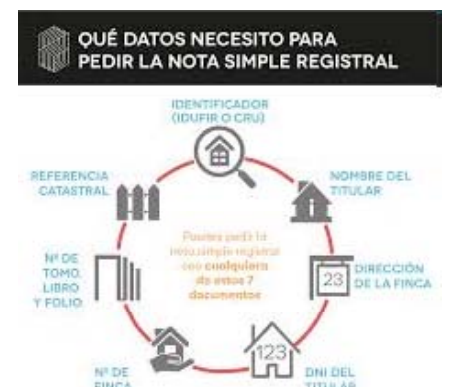 QUÉ DATOS NECESITO PARA
PEDIR LA NOTA SIMPLE REGISTRAL
IDENTIFICADOR
(IDUFIR O CRU)
NOMBRE DEL
TITULAR
23
DIRECCIÓN
DE LA FINCA
123
DNI DEL
TITULAR
Nº DE
FINCA
Nº DE
TOMO,
LIBRO
Y FOLIO
REFERENCIA
CATASTRAL
Puedes pedir la
nota simple registral
con cualquiera
de estos 7
documentos